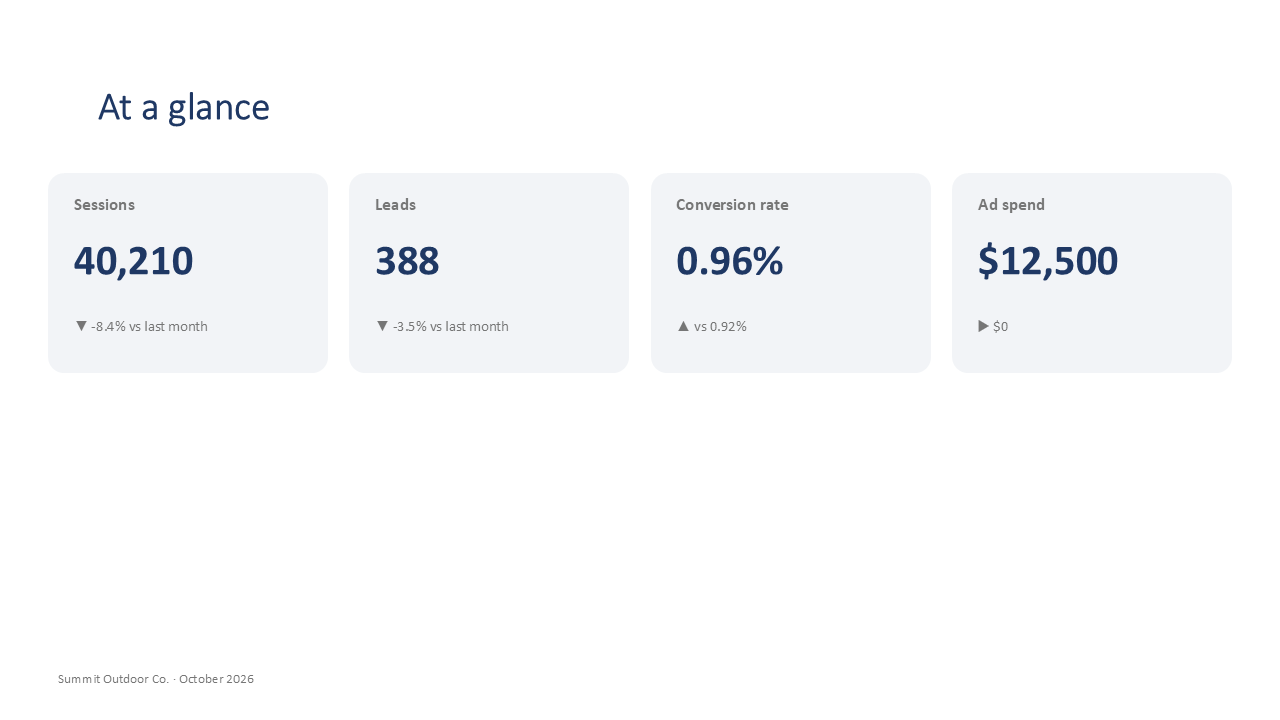 At a glance
Sessions
40,210
▼ -8.4% vs last month
Leads
388
▼ -3.5% vs last month
Conversion rate
0.96%
▲ vs 0.92%
Ad spend
$12,500
▶ $0
Summit Outdoor Co. · October 2026